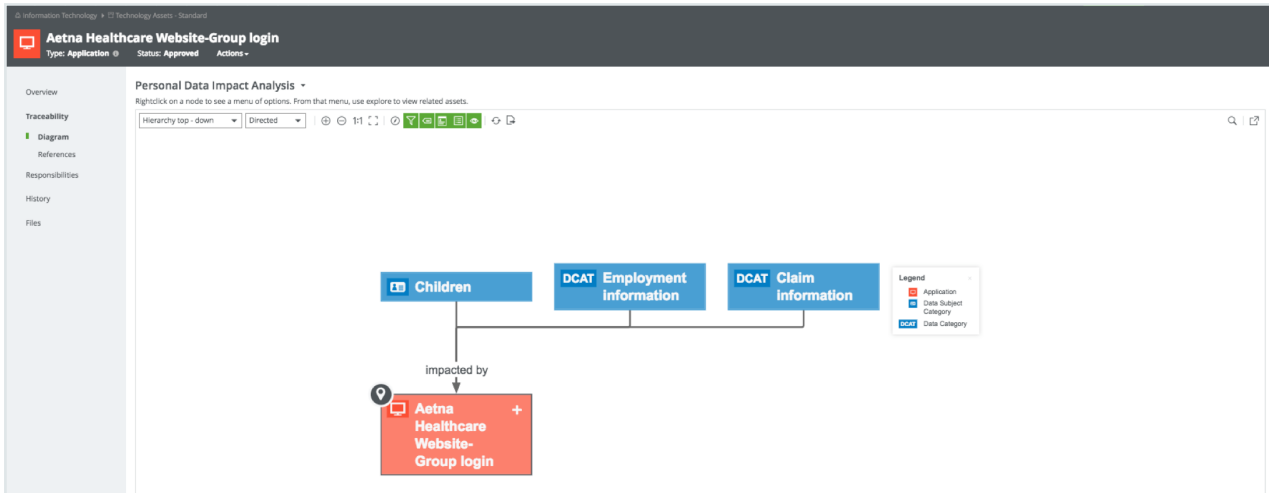 Information Technology Technology Assets - Standard
Aetna Healthcare Website-Group login
Type: Application Status: Approved Actions
Overview
Traceability
Diagram
References
Responsibilities
History
Files
Personal Data Impact Analysis
Rightclick on a node to see a menu of options. From that menu, use explore to view related assets.
Hierarchy top - down Directed 1:1
Children
DCAT Employment
information
DCAT Claim
information
Legend
Application
Data Subject
Category
DCAT Data Category
impacted by
Aetna +
Healthcare
Website-
Group login